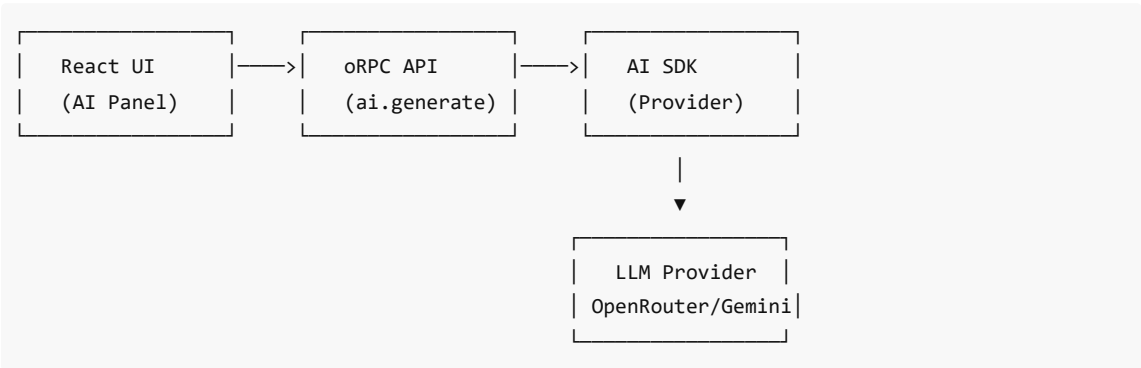 React UI oRPC API AI SDK
(AI Panel) (ai.generate) (Provider)
LLM Provider
OpenRouter/Gemini